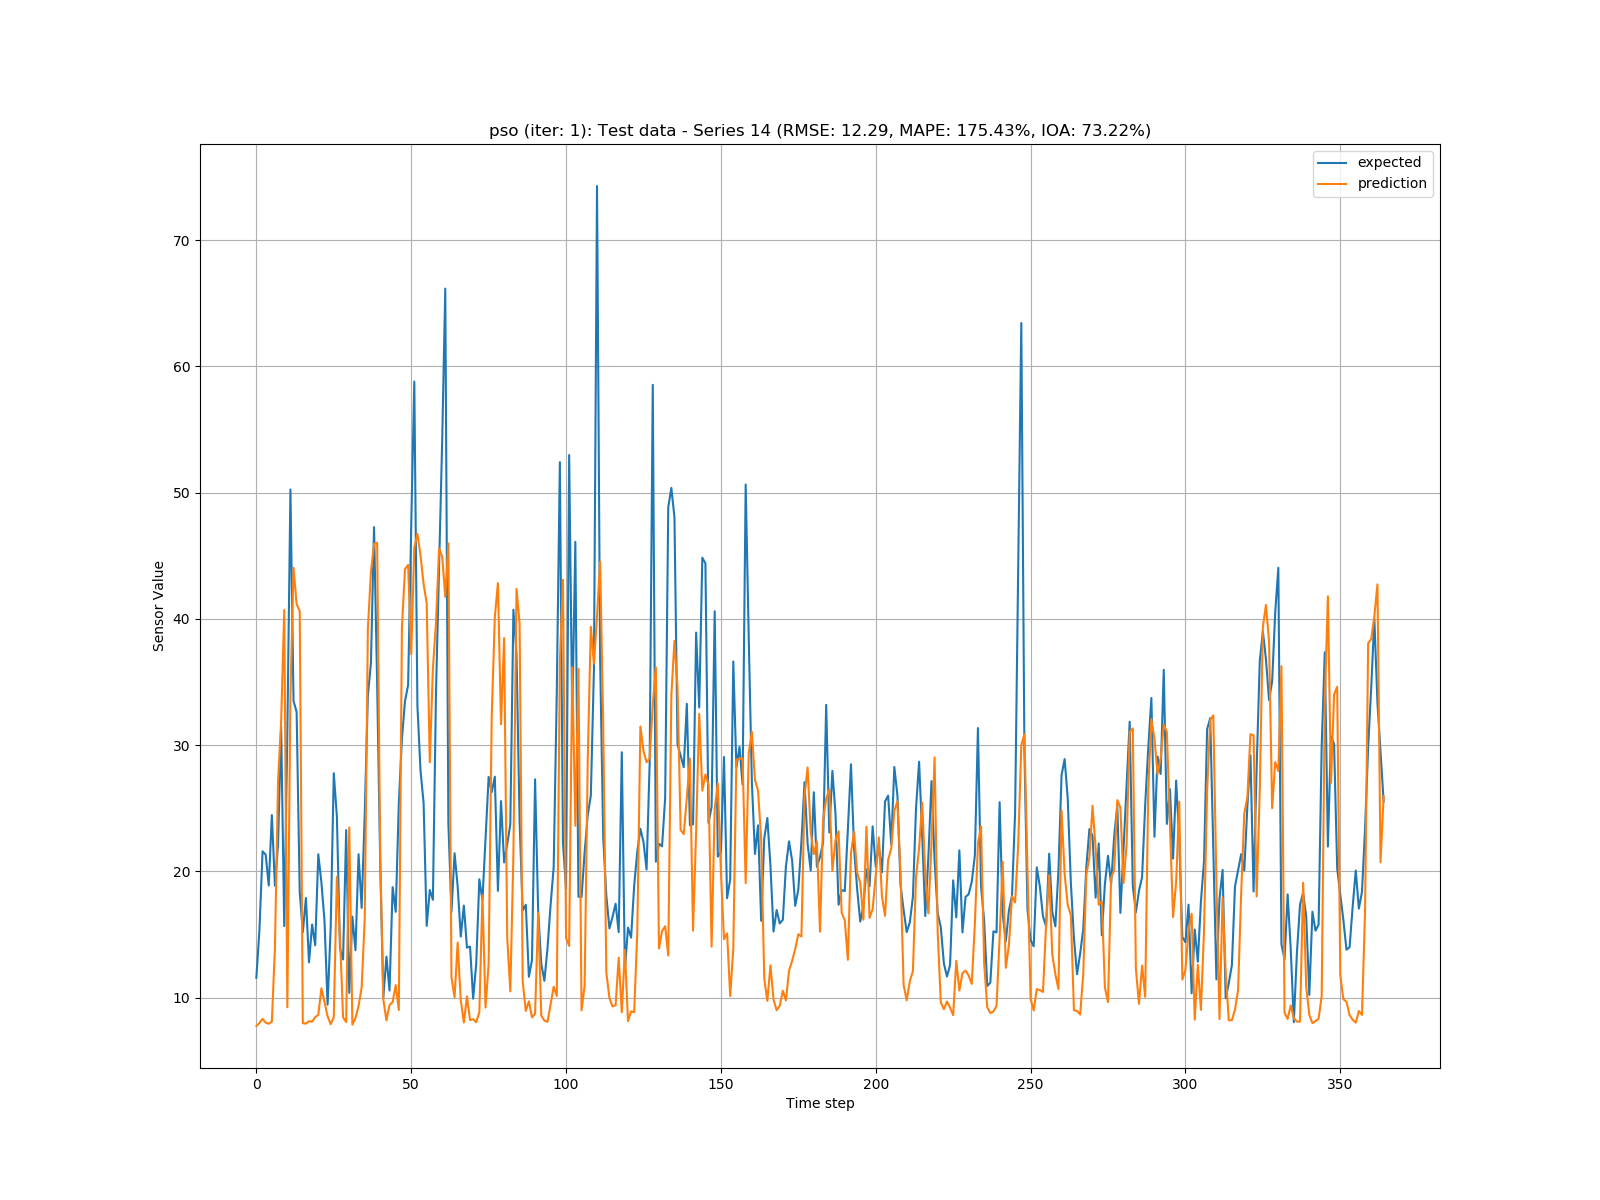 pso (iter: 1): Test data - Series 14 (RMSE: 12.29, MAPE: 175.43%, IOA: 73.22%)
expected
prediction
70
60
50
40
30
20
10
Sensor Value
0 50 100 150 200 250 300 350
Time step